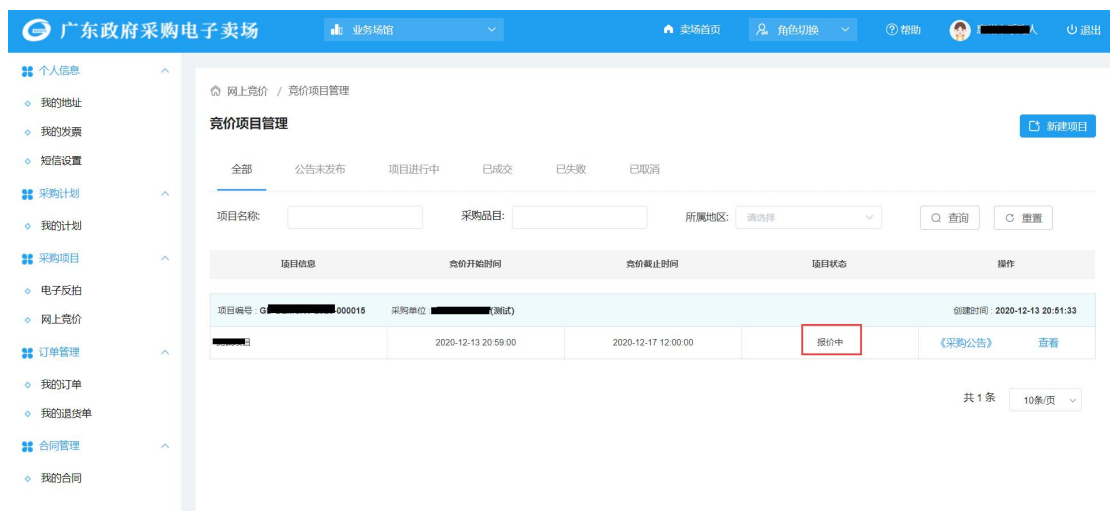 广东政府采购电子卖场 业务场馆 卖场首页 角色切换 帮助 人 退出
个人信息
我的地址
我的发票
短信设置
采购计划
我的计划
采购项目
电子反拍
网上竞价
订单管理
我的订单
我的退货单
合同管理
我的合同
网上竞价 / 竞价项目管理
竞价项目管理 新建项目
全部 公告未发布 项目进行中 已成交 已失败 已取消
项目名称: 采购品目: 所属地区: 请选择 查询 重置
项目信息 竞价开始时间 竞价截止时间 项目状态 操作
项目编号 : G 000015 采购单位 : (测试) 创建时间 : 2020-12-13 20:51:33
2020-12-13 20:59:00 2020-12-17 12:00:00 报价中 《采购公告》 查看
共 1 条 10条/页